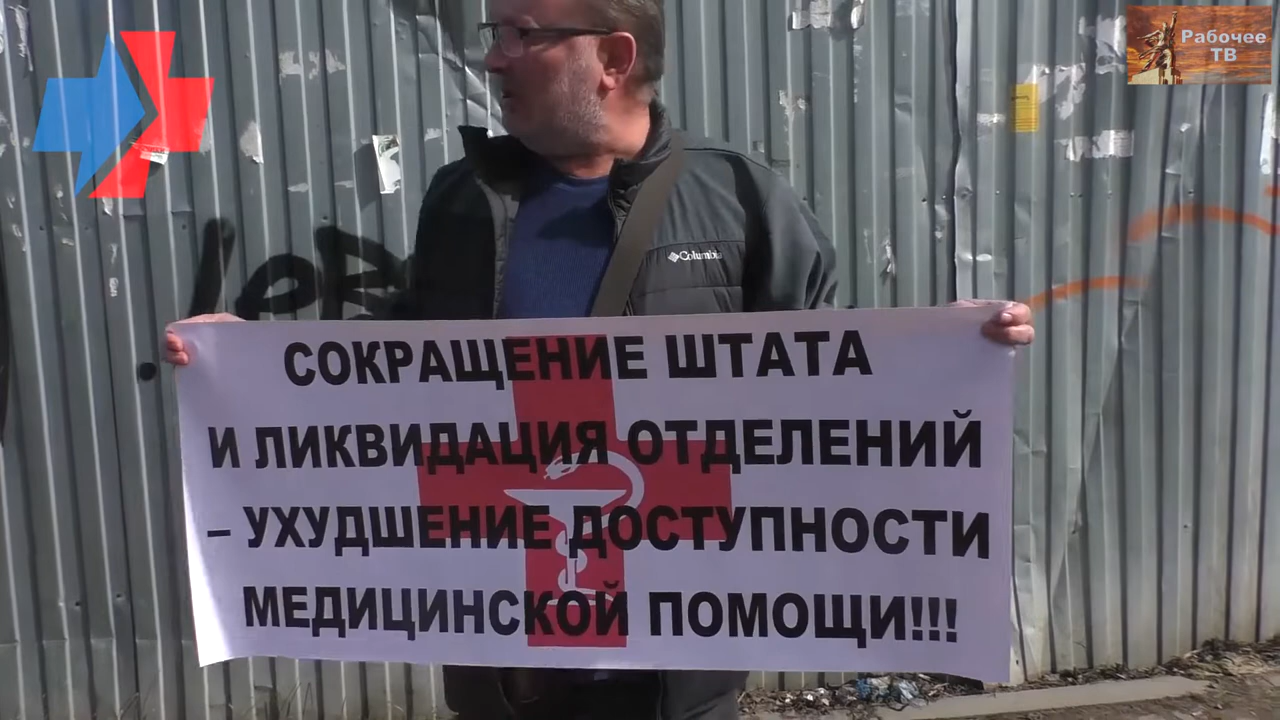 Рабочее
ТВ
Columbia
СОКРАЩЕНИЕ ШТАТА
И ЛИКВИДАЦИЯ ОТДЕЛЕНИЙ
– УХУДШЕНИЕ ДОСТУПНОСТИ
МЕДИЦИНСКОЙ ПОМОЩИ!!!